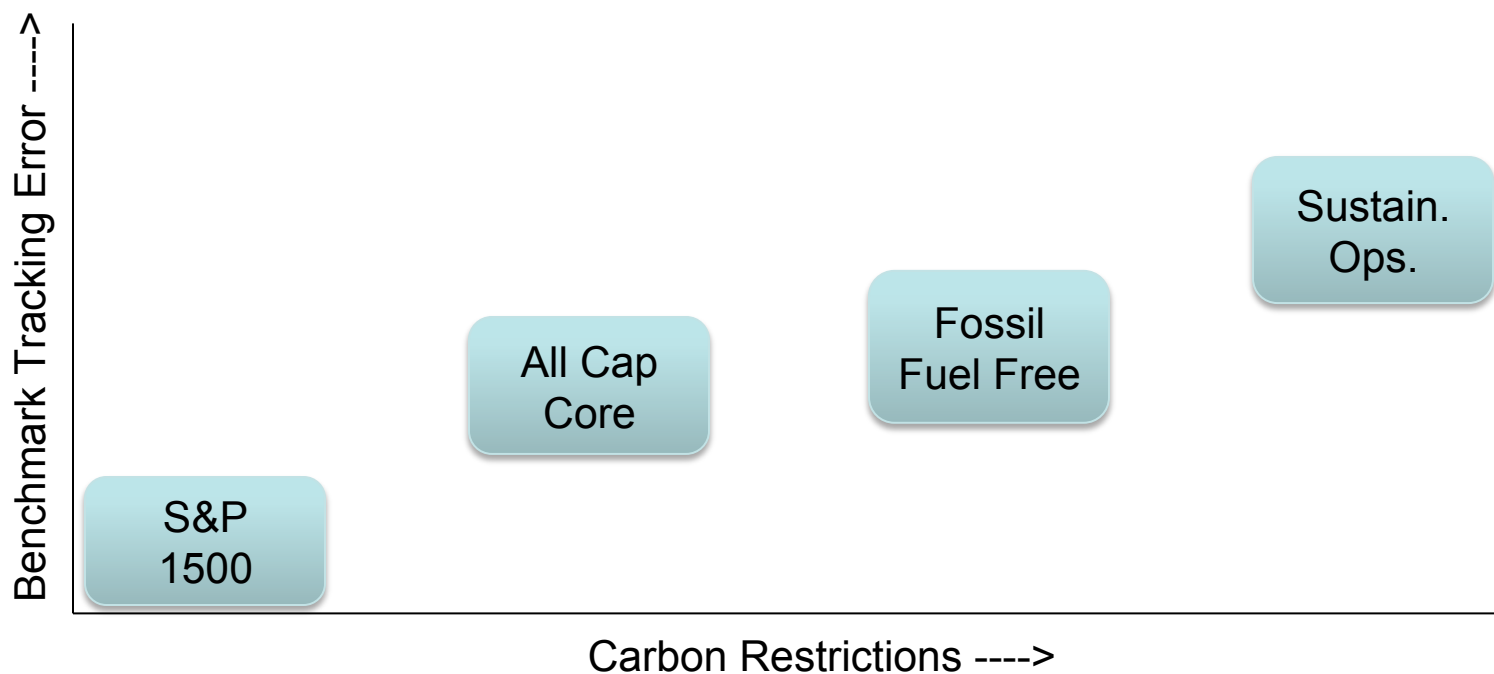 Benchmark Tracking Error ---->
Sustain.
Ops.
Fossil
Fuel Free
All Cap
Core
S&P
1500
Carbon Restrictions ---->